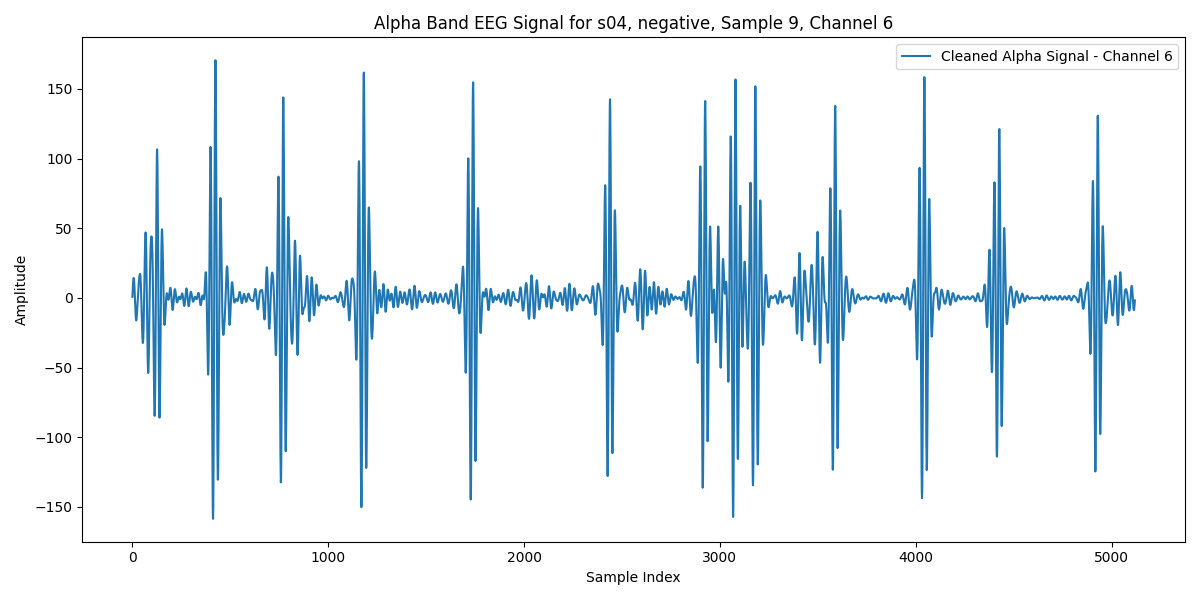 Alpha Band EEG Signal for s04, negative, Sample 9, Channel 6
Cleaned Alpha Signal - Channel 6
Amplitude
150
100
50
0
−50
−100
−150
0 1000 2000 3000 4000 5000
Sample Index